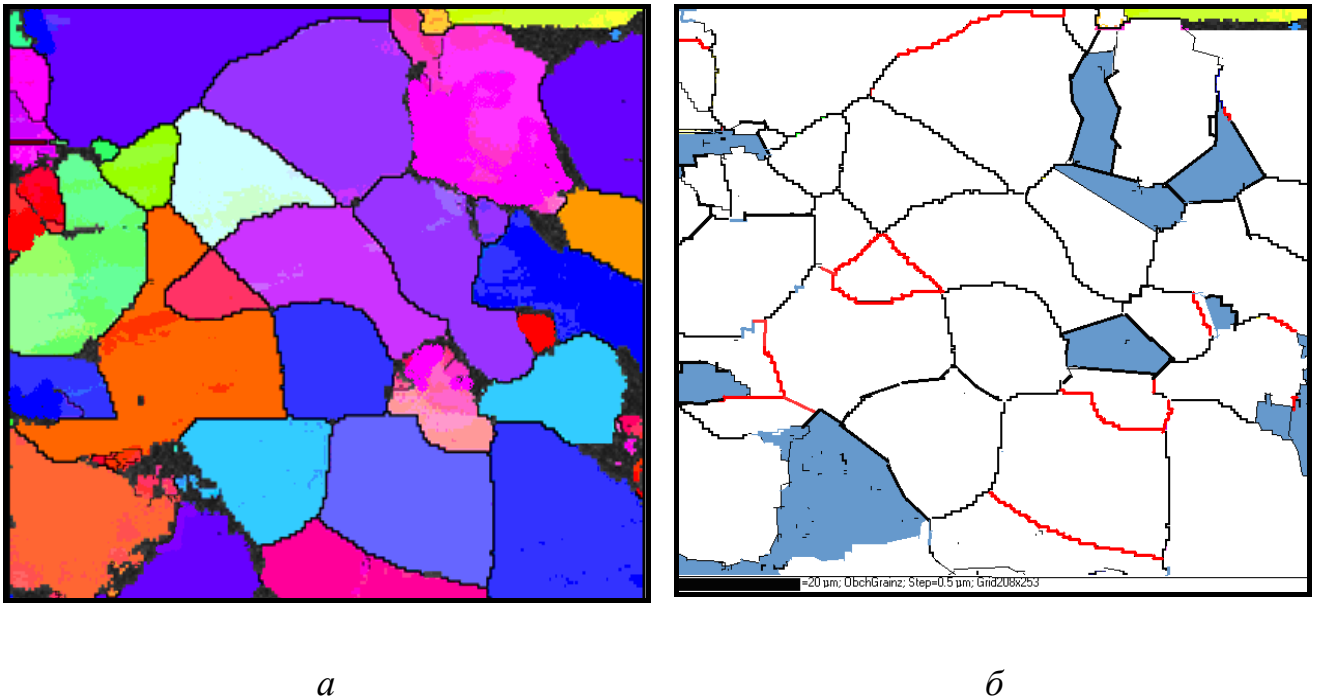 =20 µm; ObchGrainz; Step=0.5 µm; Grid208x253
а б